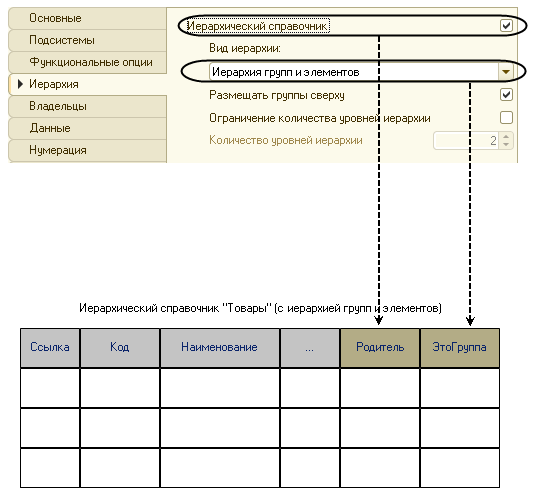 Основные
Подсистемы
Функциональные опции
Иерархия
Владельцы
Данные
Нумерация
Иерархический справочник
Вид иерархии:
Иерархия групп и элементов
Размещать группы сверху
Ограничение количества уровней иерархии
Количество уровней иерархии
2
Иерархический справочник "Товары" (с иерархией групп и элементов)
Ссылка Код Наименование ... Родитель ЭтоГруппа